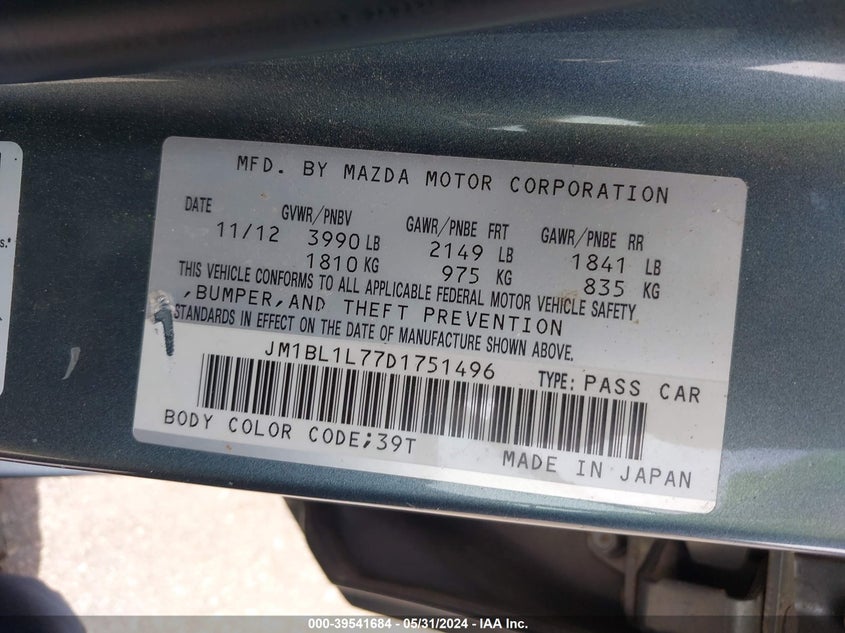 MFD. BY MAZDA MOTOR CORPORATION
DATE GVWR/PNBV GAWR/PNBE FRT GAWR/PNBE RR
11/12 3990 LB 2149 LB 1841 LB
1810 KG 975 KG 835 KG
THIS VEHICLE CONFORMS TO ALL APPLICABLE FEDERAL MOTOR VEHICLE SAFETY
,BUMPER,AND THEFT PREVENTION
STANDARDS IN EFFECT ON THE DATE OF MANUFACTURE SHOWN ABOVE.
JM1BL1L77D1751496 TYPE: PASS CAR
BODY COLOR CODE;39T
MADE IN JAPAN
000-39541684 - 05/31/2024 - IAA Inc.